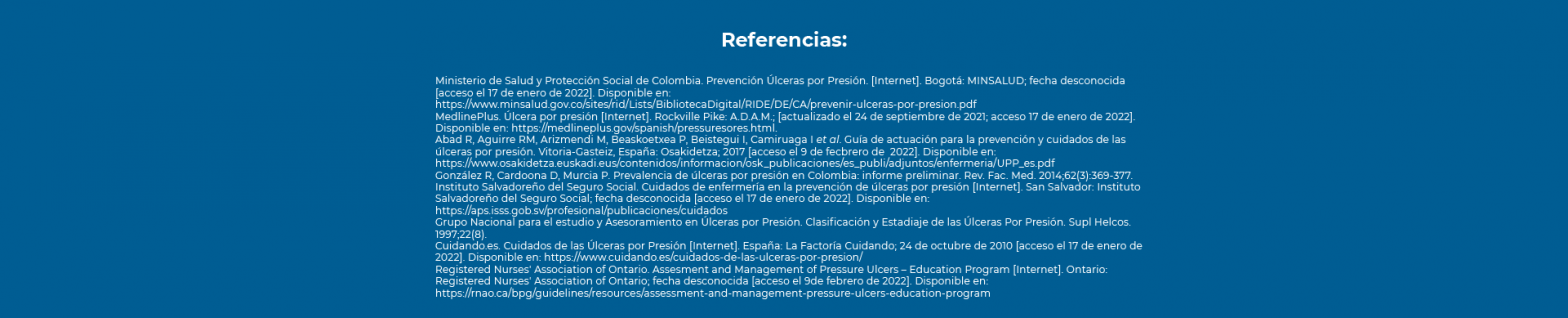 Referencias:
Ministerio de Salud y Protección Social de Colombia. Prevención Úlceras por Presión. [Internet]. Bogotá: MINSALUD; fecha desconocida
[acceso el 17 de enero de 2022]. Disponible en:
https://www.minsalud.gov.co/sites/rid/Lists/BibliotecaDigital/RIDE/DE/CA/prevenir-ulceras-por-presion.pdf
MedlinePlus. Úlcera por presión [Internet]. Rockville Pike: A.D.A.M.; [actualizado el 24 de septiembre de 2021; acceso 17 de enero de 2022].
Disponible en: https://medlineplus.gov/spanish/pressuresores.html.
Abad R, Aguirre RM, Arizmendi M, Beaskoetxea P, Beistegui I, Camiruaga I et al. Guía de actuación para la prevención y cuidados de las
úlceras por presión. Vitoria-Gasteiz, España: Osakidetza; 2017 [acceso el 9 de fecbrero de  2022]. Disponible en:
https://www.osakidetza.euskadi.eus/contenidos/informacion/osk_publicaciones/es_publi/adjuntos/enfermeria/UPP_es.pdf
González R, Cardoona D, Murcia P. Prevalencia de úlceras por presión en Colombia: informe preliminar. Rev. Fac. Med. 2014;62(3):369-377.
Instituto Salvadoreño del Seguro Social. Cuidados de enfermería en la prevención de úlceras por presión [Internet]. San Salvador: Instituto
Salvadoreño del Seguro Social; fecha desconocida [acceso el 17 de enero de 2022]. Disponible en:
https://aps.isss.gob.sv/profesional/publicaciones/cuidados
Grupo Nacional para el estudio y Asesoramiento en Úlceras por Presión. Clasificación y Estadiaje de las Úlceras Por Presión. Supl Helcos.
1997;22(8).
Cuidando.es. Cuidados de las Úlceras por Presión [Internet]. España: La Factoría Cuidando; 24 de octubre de 2010 [acceso el 17 de enero de
2022]. Disponible en: https://www.cuidando.es/cuidados-de-las-ulceras-por-presion/
Registered Nurses' Association of Ontario. Assesment and Management of Pressure Ulcers – Education Program [Internet]. Ontario:
Registered Nurses' Association of Ontario; fecha desconocida [acceso el 9de febrero de 2022]. Disponible en:
https://rnao.ca/bpg/guidelines/resources/assessment-and-management-pressure-ulcers-education-program